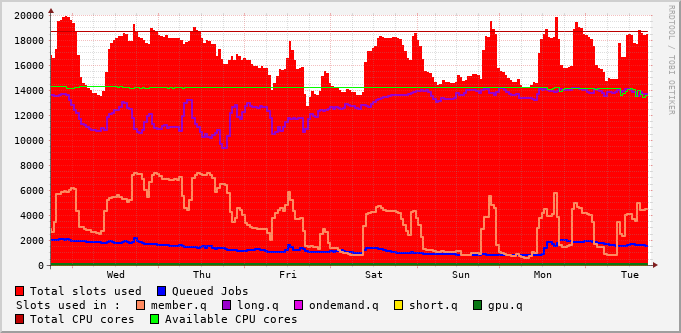 20000
18000
16000
14000
12000
10000
8000
6000
4000
2000
0
Wed Thu Fri Sat Sun Mon Tue
RRDTOOL / TOBI OETIKER
Total slots used Queued Jobs
Slots used in : member.q long.q ondemand.q short.q gpu.q
Total CPU cores Available CPU cores